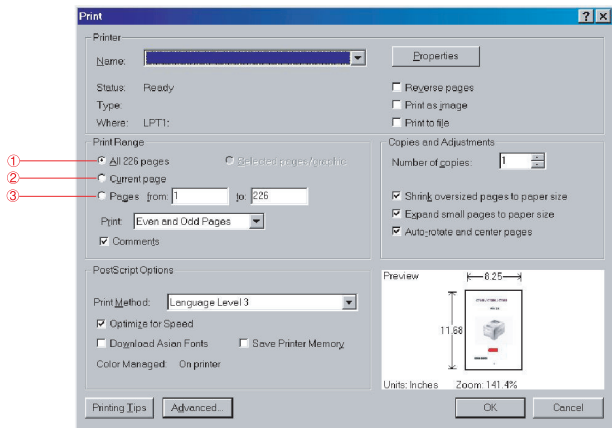 Print
Printer
Name:
Properties
Status: Ready
Reverse pages
Type:
Print as image
Where: LPT1:
Print to file
Print Range
Copies and Adjustments
① All 226 pages
Selected pages/graphic
Number of copies: 1
② Current page
③ Pages from: 1 to: 226
Shrink oversized pages to paper size
Print: Even and Odd Pages
Expand small pages to paper size
Comments
Auto-rotate and center pages
PostScript Options
Preview
8.25
Print Method: Language Level 3
Optimize for Speed
11.68
Download Asian Fonts
Save Printer Memory
Color Managed: On printer
Units: Inches Zoom: 141.4%
Printing Tips
Advanced...
OK
Cancel